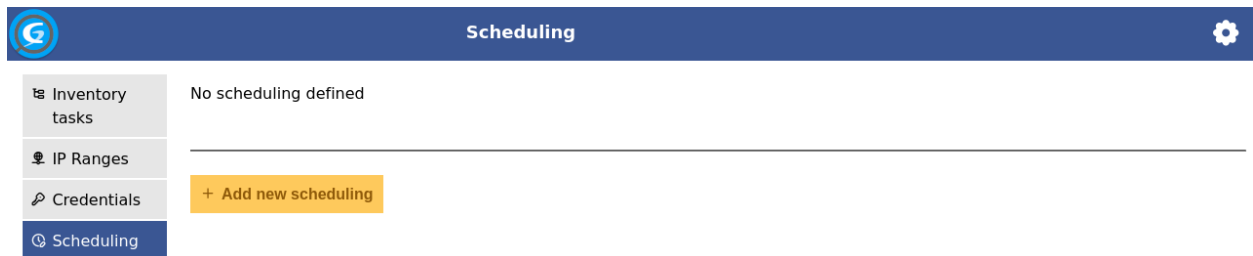 Scheduling
Inventory
tasks
IP Ranges
Credentials
Scheduling
No scheduling defined
+ Add new scheduling